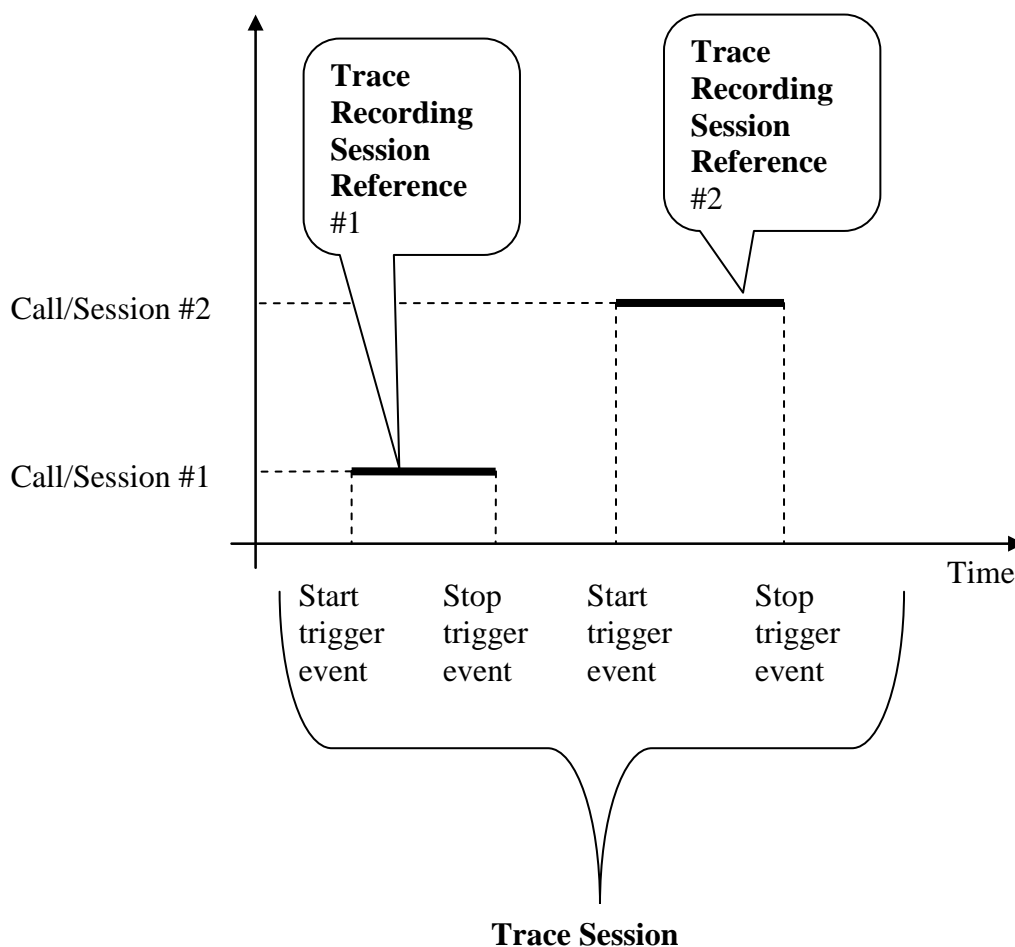 Trace
Recording
Session
Reference
#1
Trace
Recording
Session
Reference
#2
Call/Session #2
Call/Session #1
Time
Start
trigger
event
Stop
trigger
event
Start
trigger
event
Stop
trigger
event
Trace Session